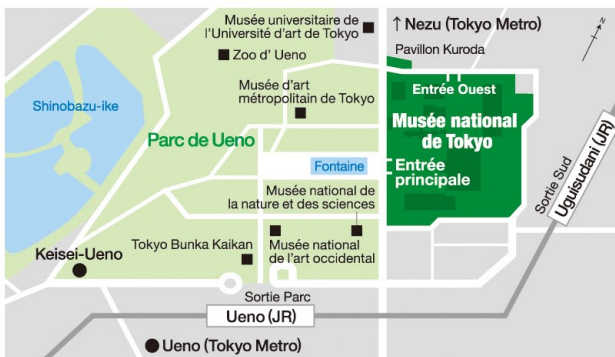 Musée universitaire de
l'Université d'art de Tokyo
↑ Nezu (Tokyo Metro)
Pavillon Kuroda
Zoo d' Ueno
Entrée Ouest
Shinobazu-ike
Musée d'art
métropolitain de Tokyo
Musée national
de Tokyo
Parc de Ueno
Fontaine
Entrée
principale
Sortie Sud
Uguisudani (JR)
Musée national de
la nature et des sciences
Keisei-Ueno
Tokyo Bunka Kaikan
Musée national
de l'art occidental
Sortie Parc
Ueno (JR)
Ueno (Tokyo Metro)
N